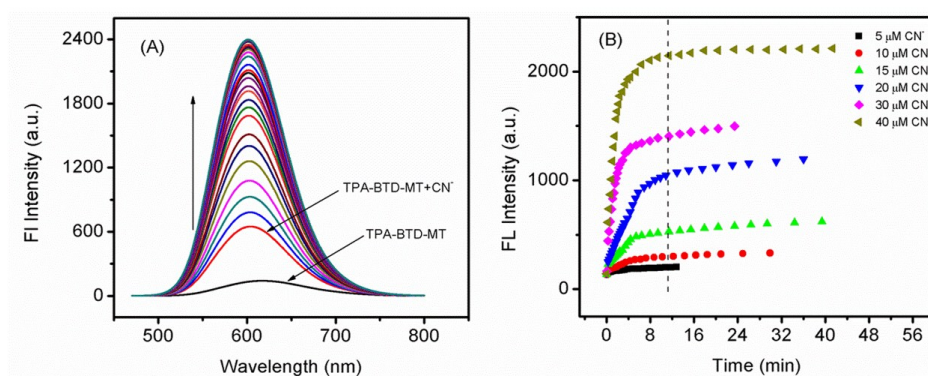 (A)
2400
1800
1200
600
0
FI Intensity (a.u.)
TPA-BTD-MT+CN-
TPA-BTD-MT
500 600 700 800
Wavelength (nm)
(B)
2000
1000
0
FL Intensity (a.u.)
5 μM CN-
10 μM CN
15 μM CN
20 μM CN
30 μM CN
40 μM CN
0 8 16 24 32 40 48 56
Time (min)